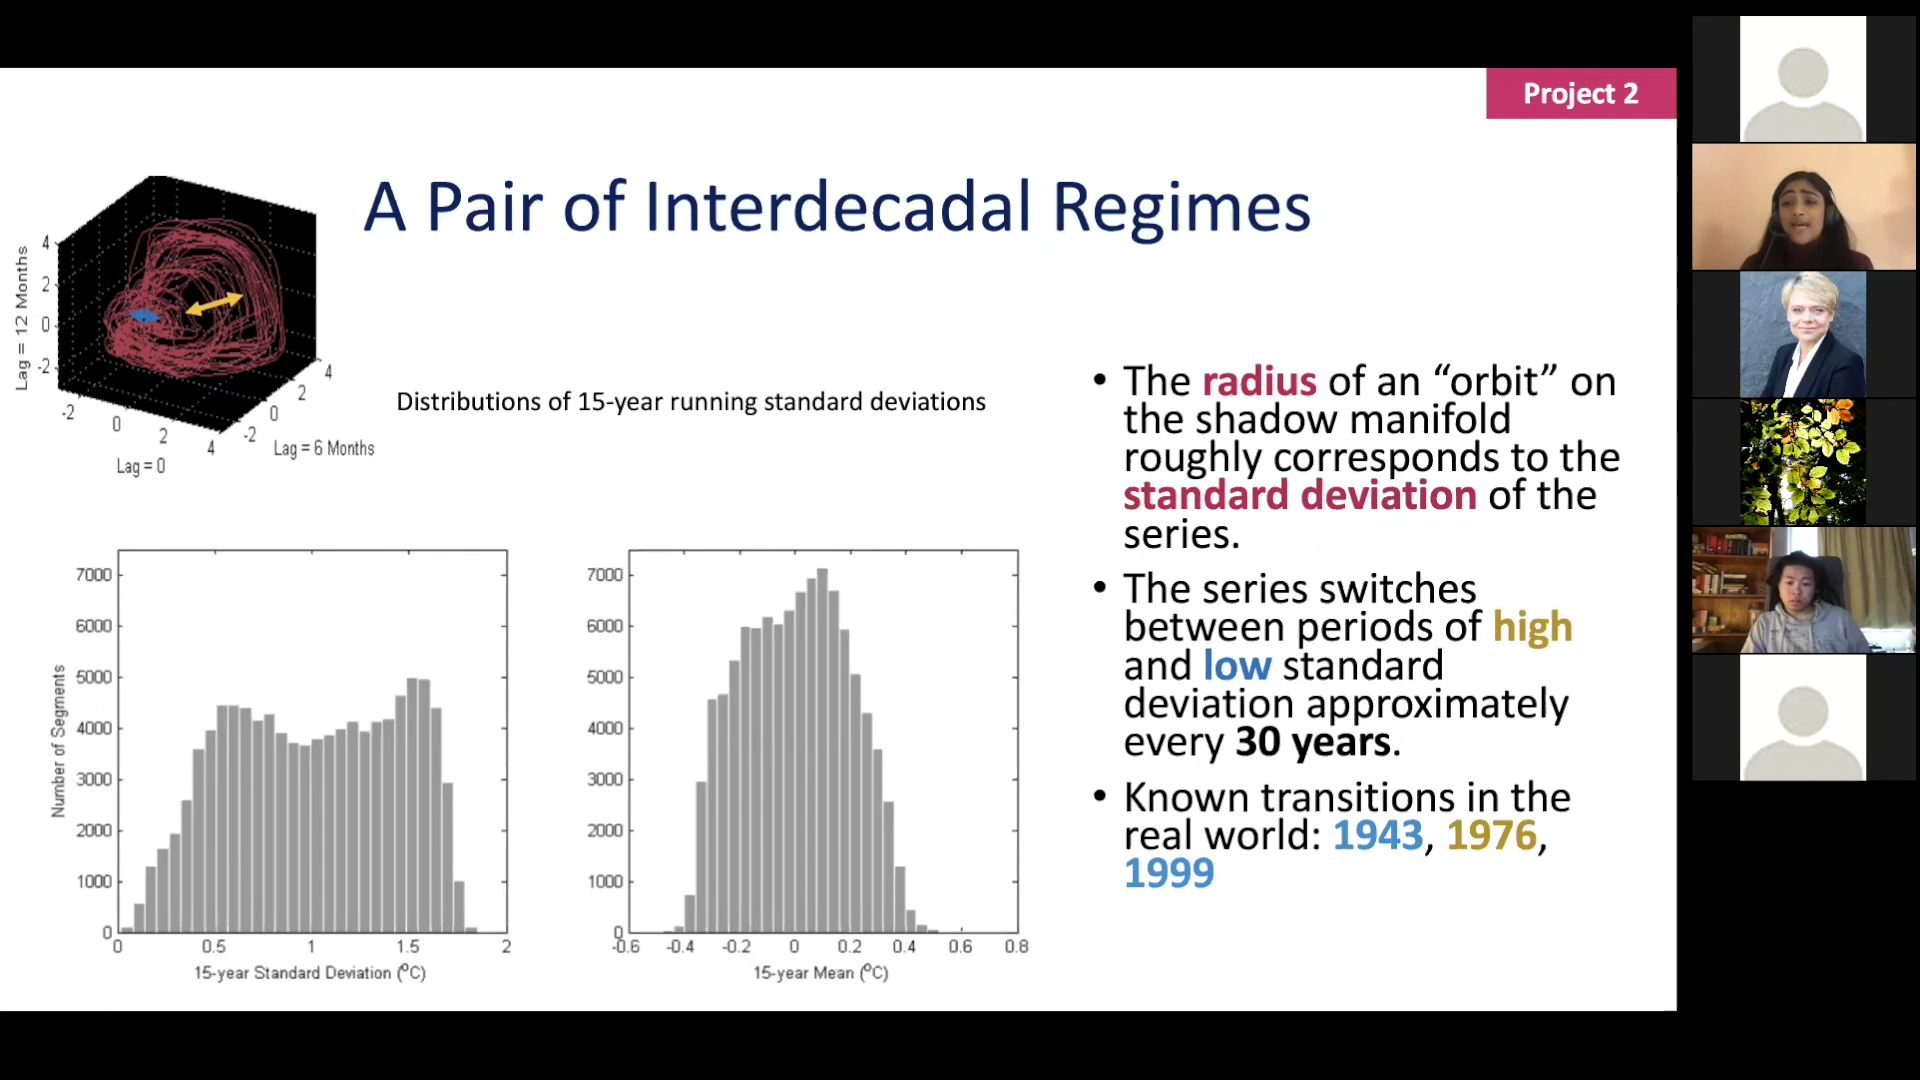 Project 2
A Pair of Interdecadal Regimes
Lag = 12 Months
4
2
0
-2
-2
0
2
4
Lag = 0
-2
0
2
4
Lag = 6 Months
Distributions of 15-year running standard deviations
Number of Segments
7000
6000
5000
4000
3000
2000
1000
0
0
0.5
1
1.5
2
15-year Standard Deviation (°C)
7000
6000
5000
4000
3000
2000
1000
0
-0.6
-0.4
-0.2
0
0.2
0.4
0.6
0.8
15-year Mean (°C)
• The radius of an “orbit” on
the shadow manifold
roughly corresponds to the
standard deviation of the
series.
• The series switches
between periods of high
and low standard
deviation approximately
every 30 years.
• Known transitions in the
real world: 1943, 1976,
1999